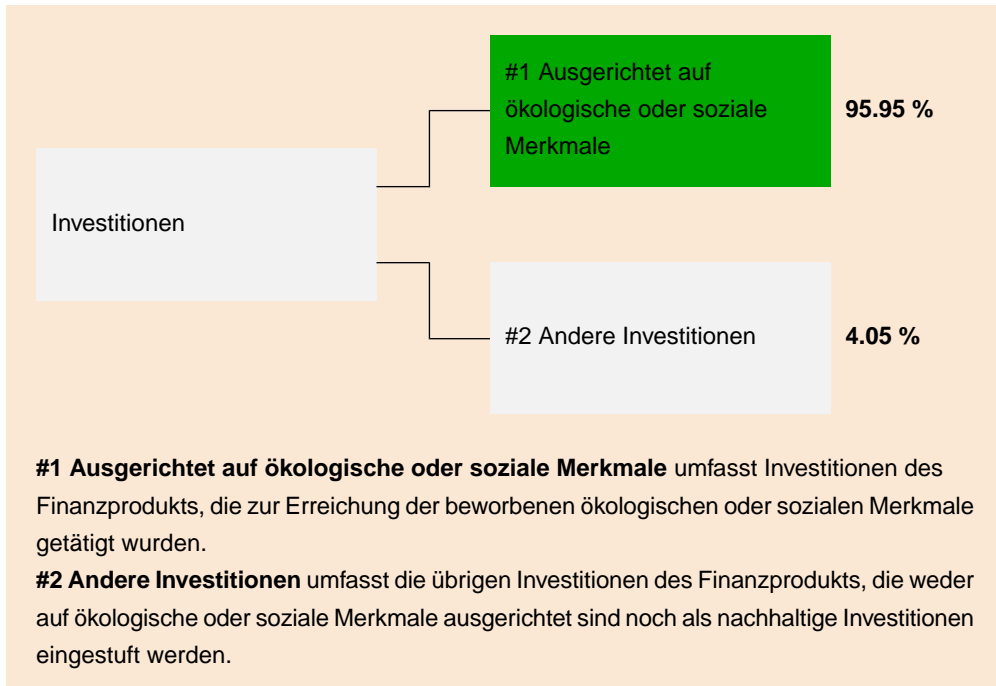 #1 Ausgerichtet auf
ökologische oder soziale
Merkmale
95.95 %
Investitionen
#2 Andere Investitionen
4.05 %
#1 Ausgerichtet auf ökologische oder soziale Merkmale umfasst Investitionen des
Finanzprodukts, die zur Erreichung der beworbenen ökologischen oder sozialen Merkmale
getätigt wurden.
#2 Andere Investitionen umfasst die übrigen Investitionen des Finanzprodukts, die weder
auf ökologische oder soziale Merkmale ausgerichtet sind noch als nachhaltige Investitionen
eingestuft werden.